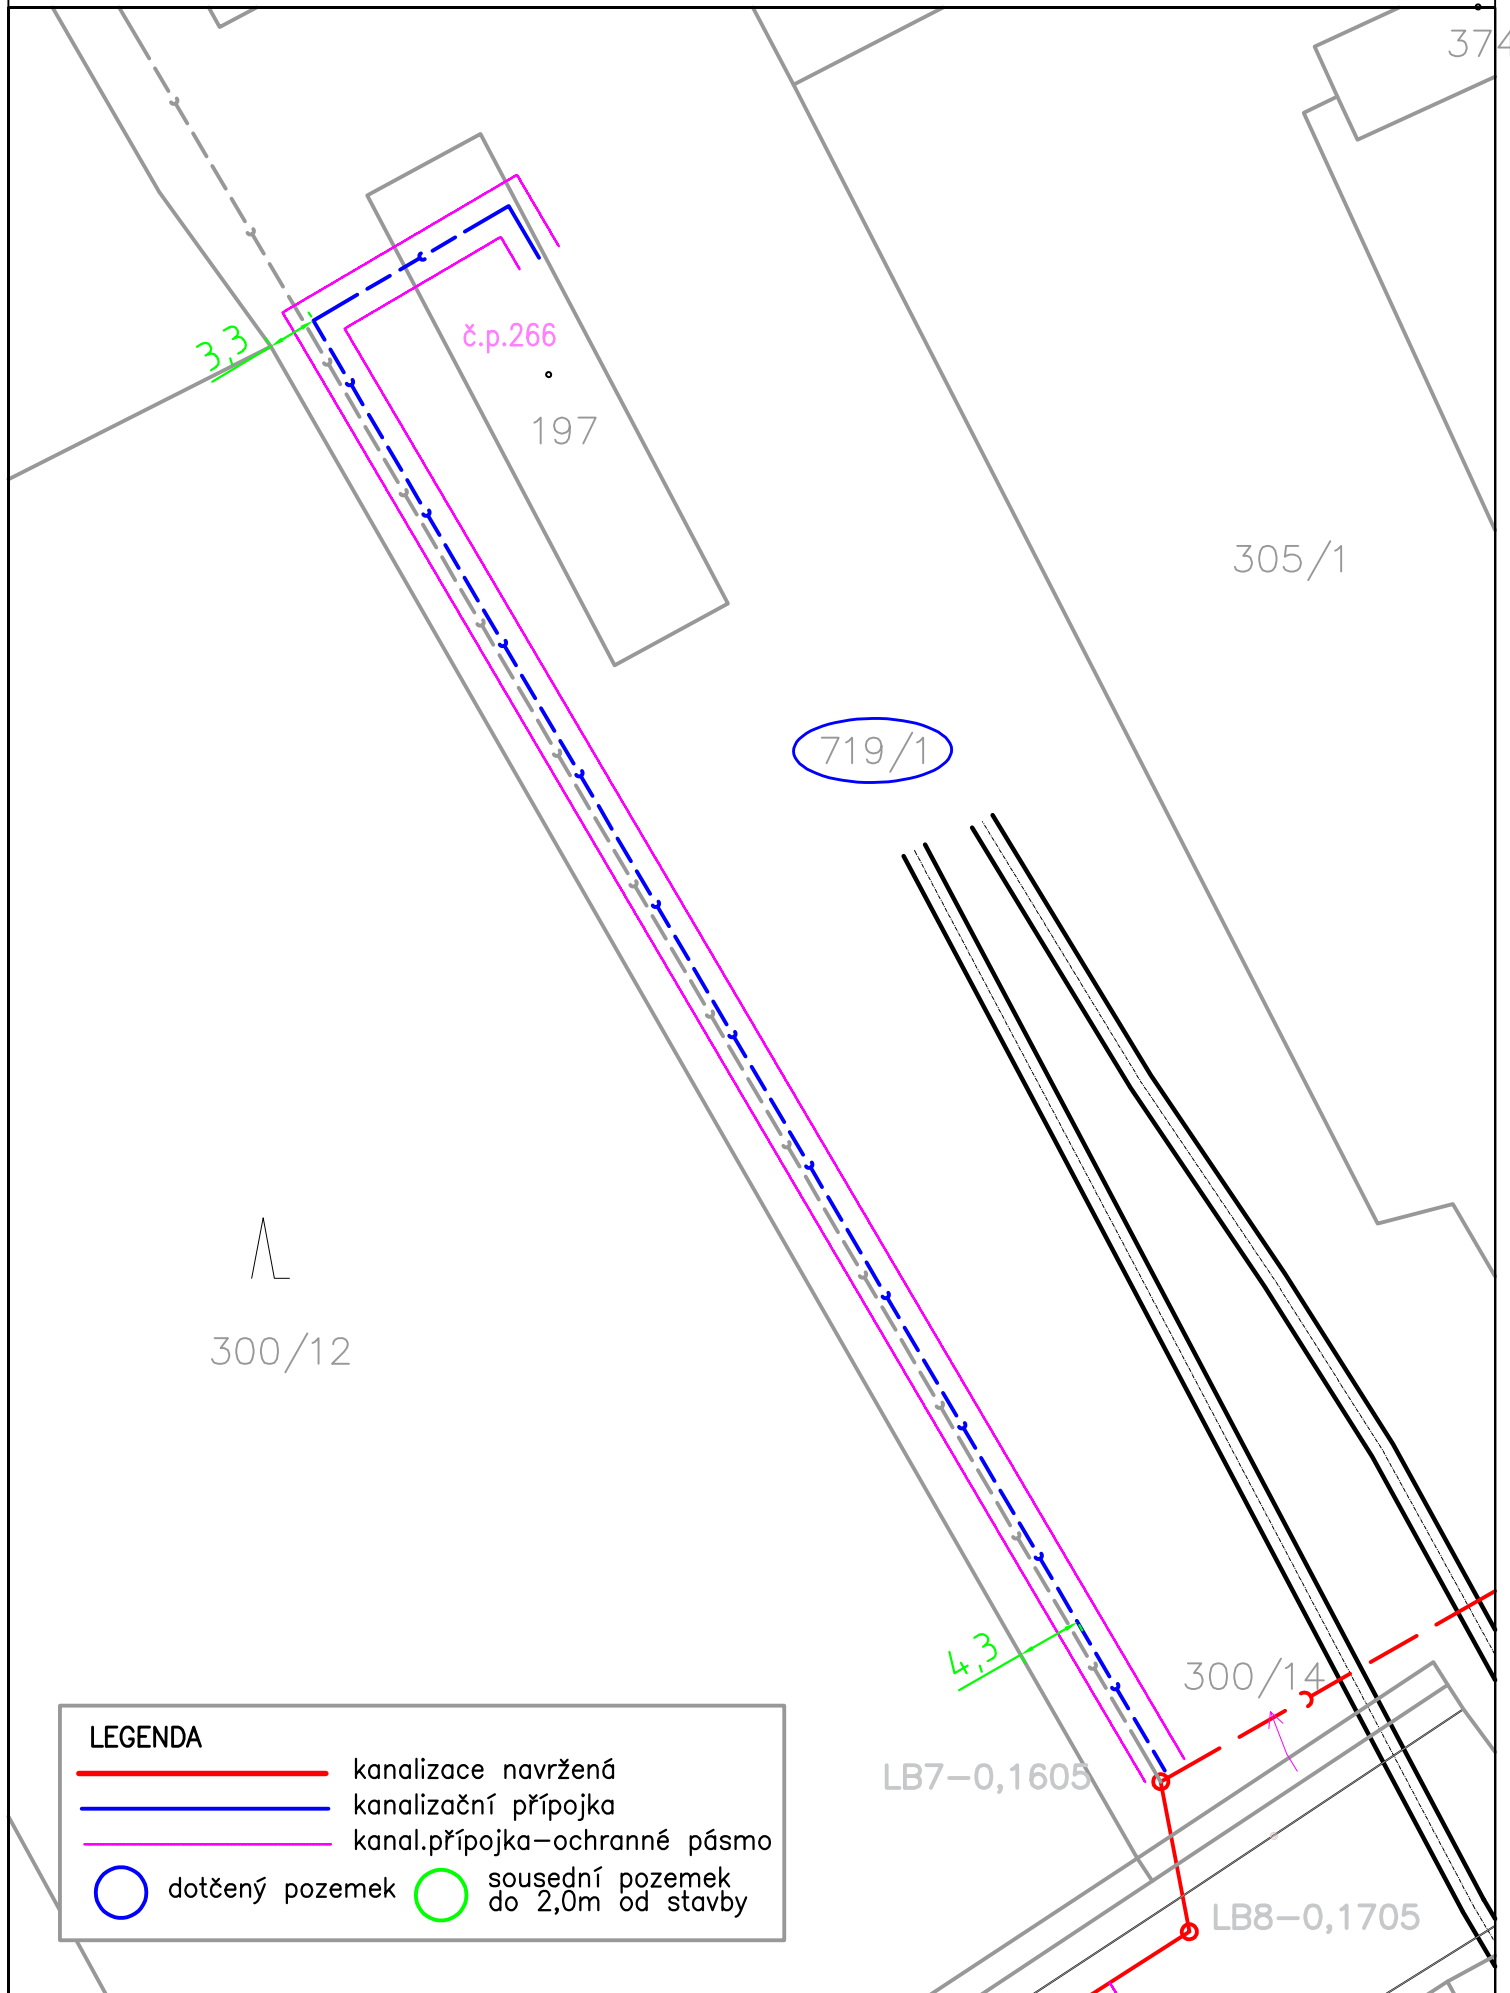 374
3,3
č.p.266
197
305/1
719/1
300/12
4,3
300/14
LB7-0,1605
LB8-0,1705
LEGENDA
kanalizace navržená
kanalizační přípojka
kanal.přípojka-ochranné pásmo
dotčený pozemek
sousední pozemek
do 2,0m od stavby